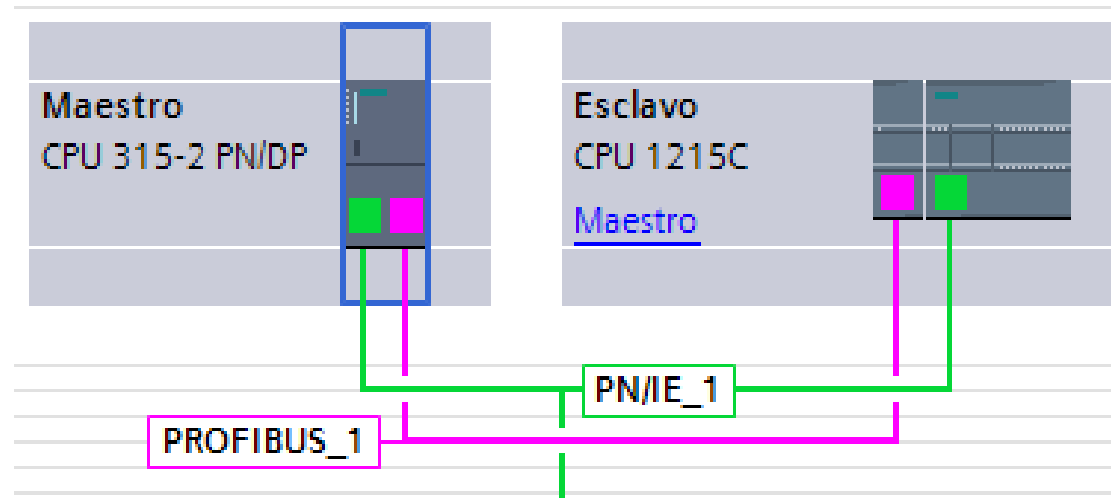 Maestro
CPU 315-2 PN/DP
Esclavo
CPU 1215C
Maestro
PN/IE_1
PROFIBUS_1